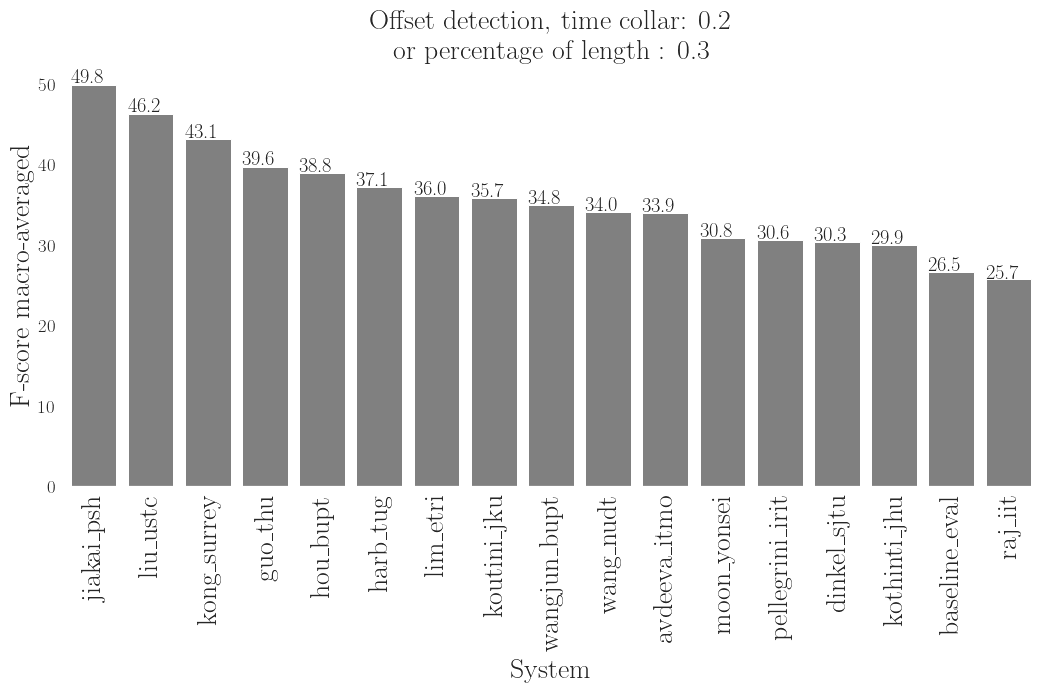 Offset detection, time collar: 0.2
or percentage of length : 0.3
F-score macro-averaged
50
40
30
20
10
0
49.8
46.2
43.1
39.6
38.8
37.1
36.0
35.7
34.8
34.0
33.9
30.8
30.6
30.3
29.9
26.5
25.7
jiakai_psh
liu_ustc
kong_surrey
guo_thu
hou_bupt
harb_tug
lim_etri
koutini_jku
wangjun_bupt
wang_nudt
avdeeva_itmo
moon_yonsei
pellegrini_irit
dinkel_sjtu
kothinti_jhu
baseline_eval
raj_iit
System